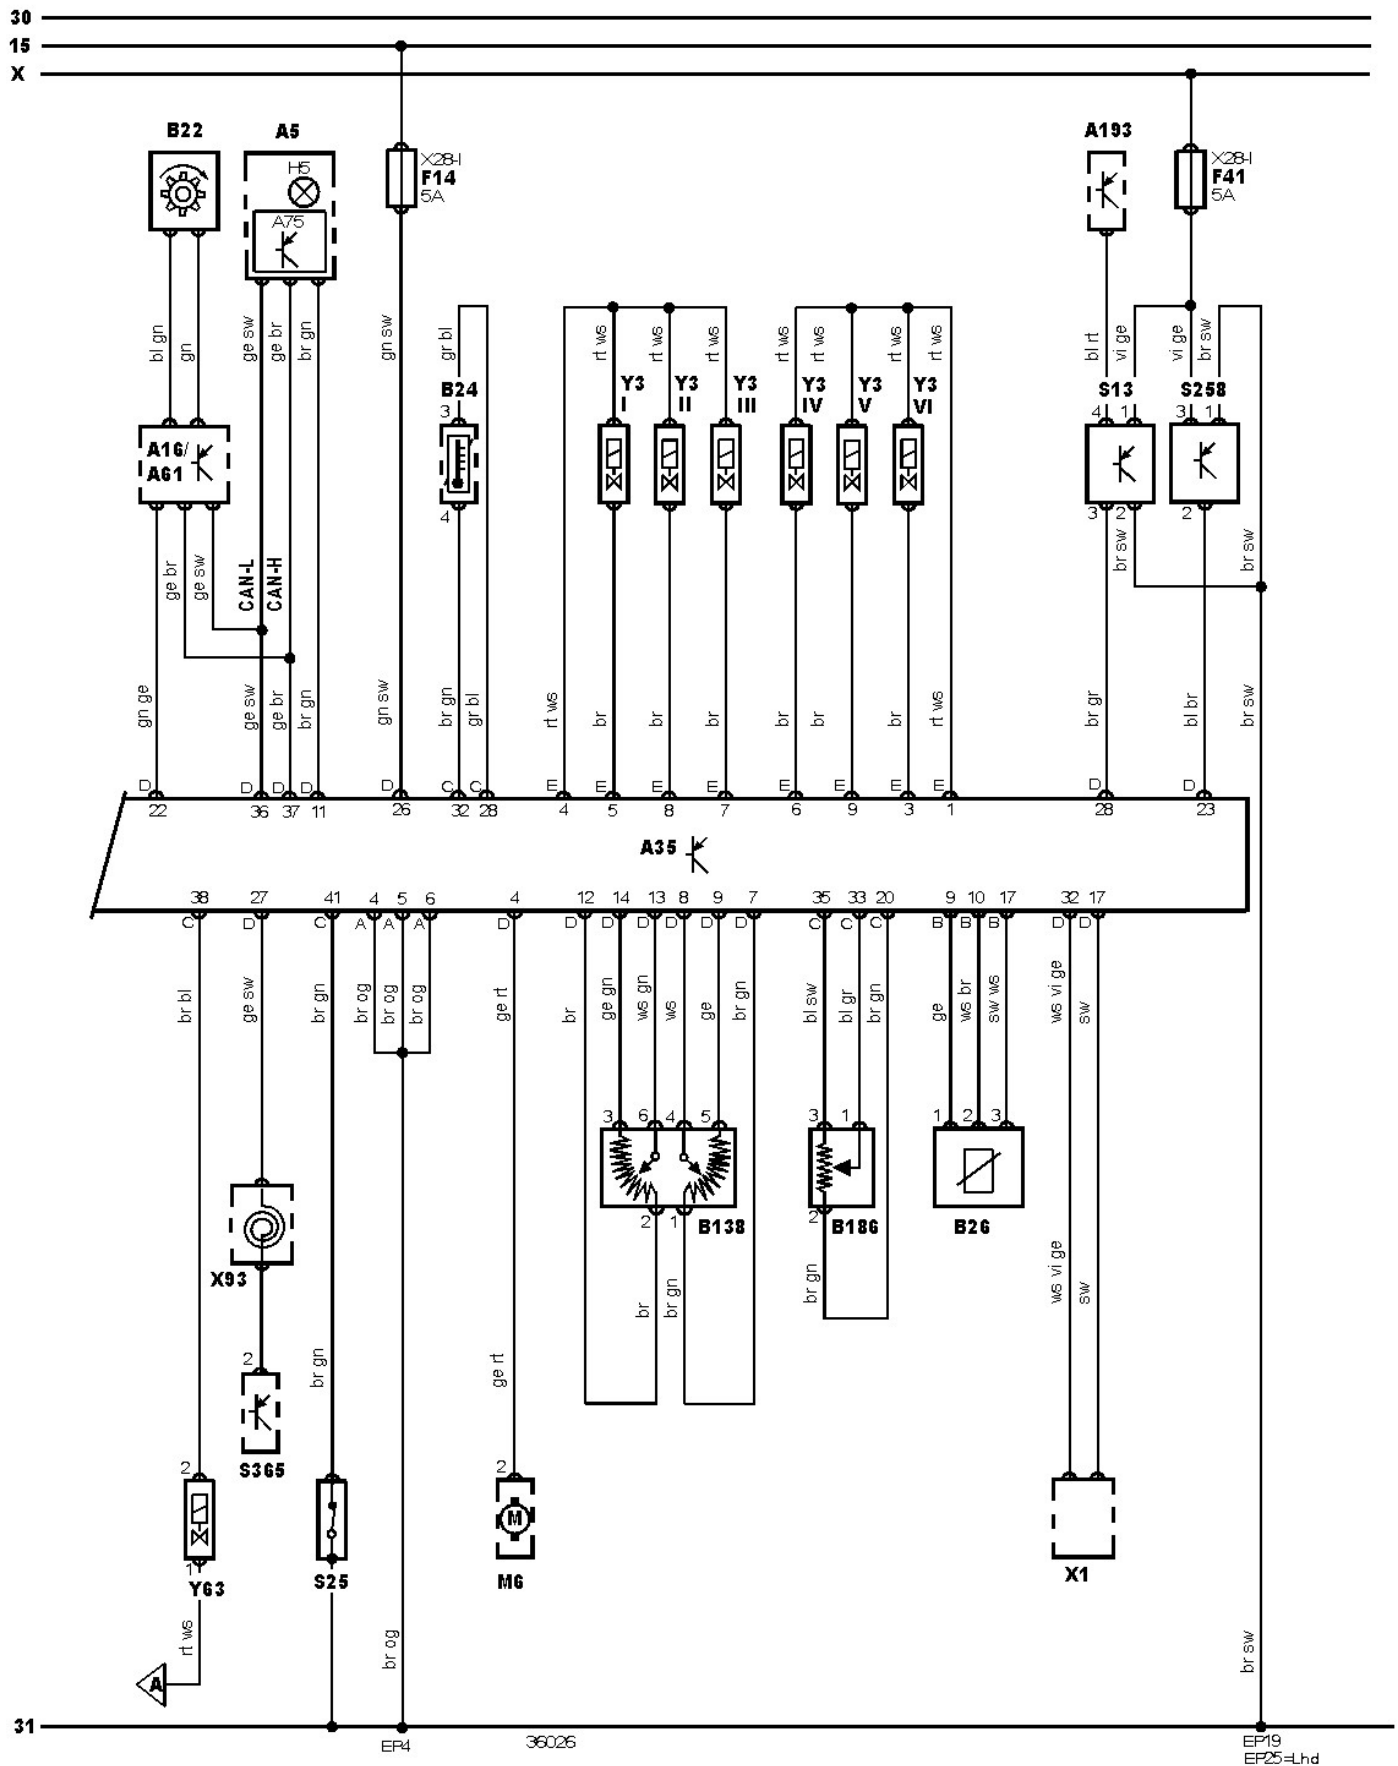 30
15
X
B22 A5 A193
H5 X28-I X28-I
F14 F41
5A 5A
A75
bl gn gn ge sw ge br br gn gn sw gr bl rt ws rt ws rt ws rt ws rt ws rt ws rt ws bl rt vi ge vi ge br sw
B24 Y3 Y3 Y3 Y3 Y3 Y3 S13 S258
I II III IV V VI
3 4 1 3 1
A16/
A61
4 3 2 2
ge br ge sw CAN-L CAN-H br sw br sw
gn ge ge sw ge br br gn gn sw br gn gr bl rt ws br br br br br br rt ws br gr bl br br sw
D D D D D C C E E E E E E E E D D
22 36 37 11 26 32 28 4 5 8 7 6 9 3 1 28 23
A35
38 27 41 4 5 6 4 12 14 13 8 9 7 35 33 20 9 10 17 32 17
C D C A A A D D D D D D D C C C B B B D D
br bl ge sw br gn br og br og br og ge rt br ge gn ws gn ws ge br gn bl sw bl gr br gn ge ws br sw ws ws vi ge sw
3 6 4 5 3 1 1 2 3
2 1 B138 2 B186 B26
X93
br br gn br gn ws vi ge sw
2 br gn ge rt
S365
2 2
M
1 Y63 S25 M6 X1
rt ws br og br sw
A
31
EP4 36026 EP19
EP25=Lhd